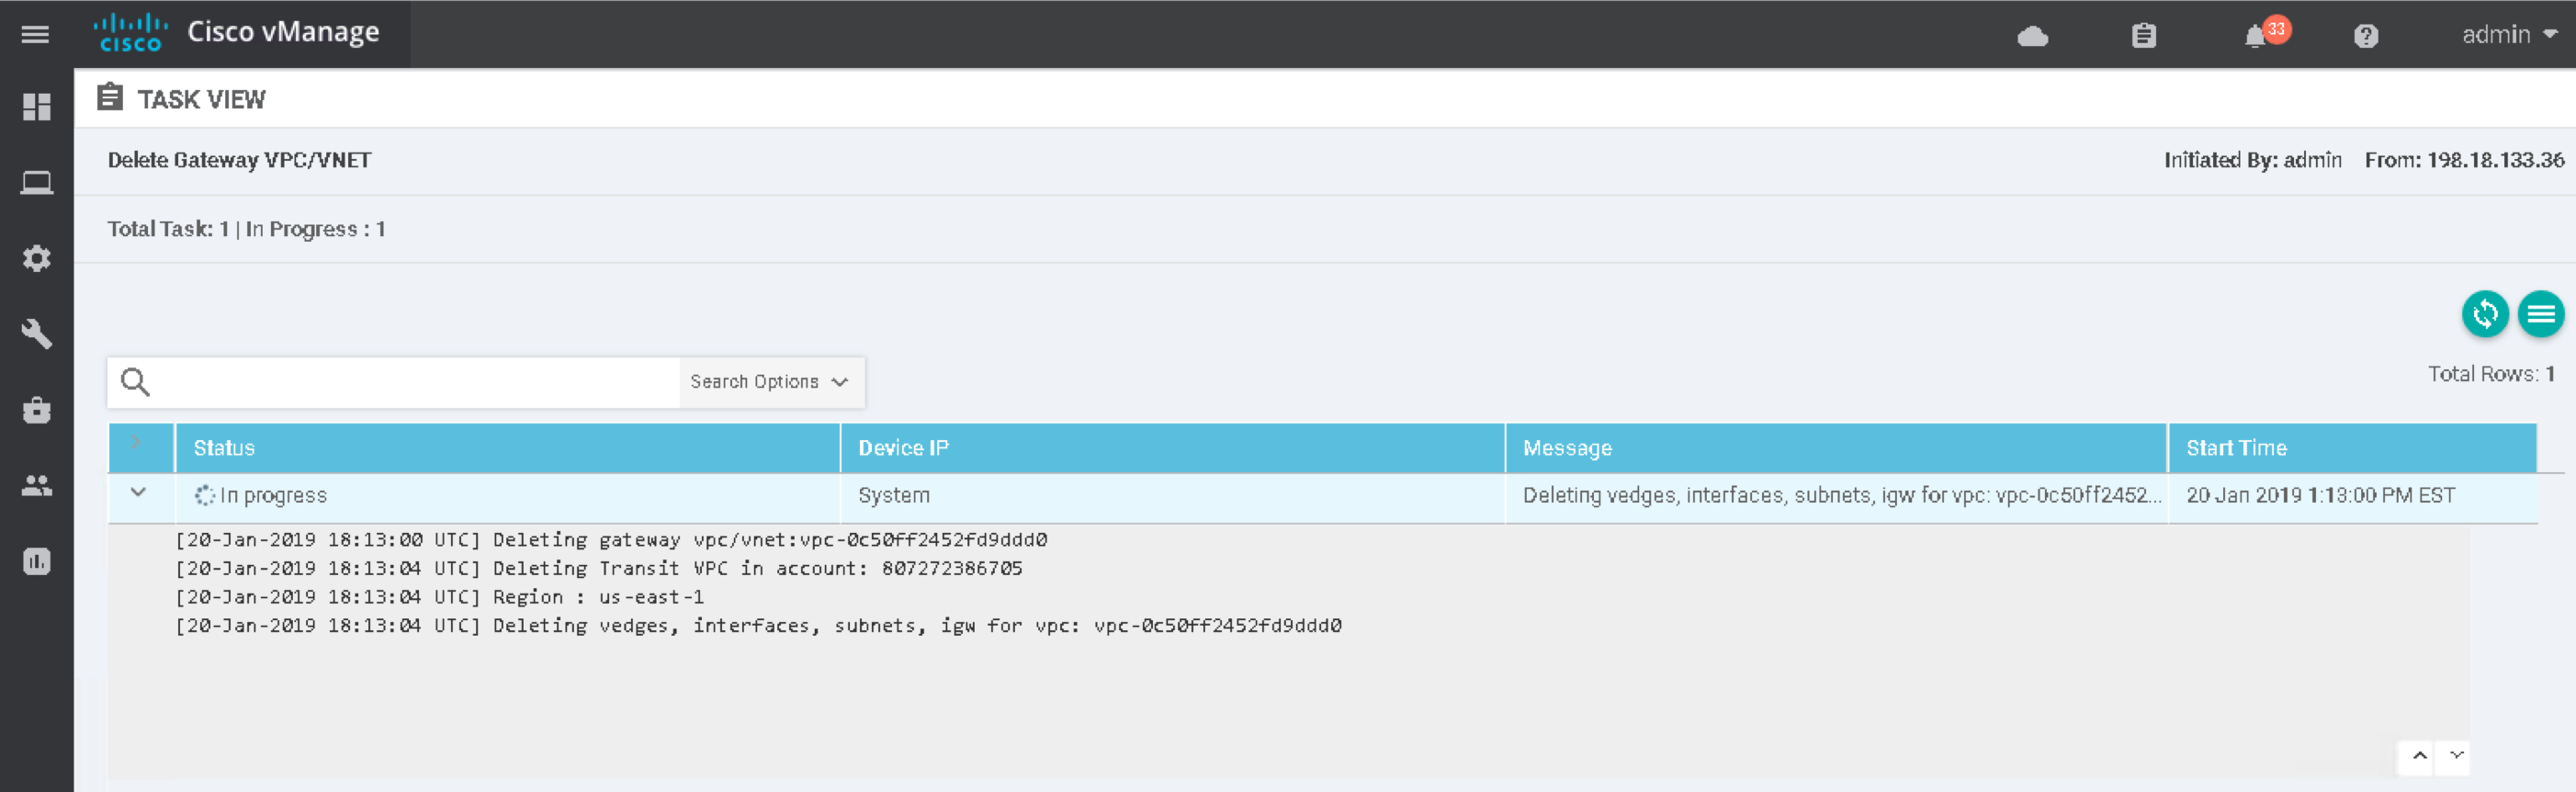 CISCO Cisco vManage 33 admin
TASK VIEW
Delete Gateway VPC/VNET Initiated By: admin From: 198.18.133.36
Total Task: 1 | In Progress : 1
Search Options Total Rows: 1
Status Device IP Message Start Time
In progress System Deleting vedges, interfaces, subnets, igw for vpc: vpc-0c50ff2452... 20 Jan 2019 1:13:00 PM EST
[20-Jan-2019 18:13:00 UTC] Deleting gateway vpc/vnet:vpc-0c50ff2452fd9ddd0
[20-Jan-2019 18:13:04 UTC] Deleting Transit VPC in account: 807272386705
[20-Jan-2019 18:13:04 UTC] Region : us-east-1
[20-Jan-2019 18:13:04 UTC] Deleting vedges, interfaces, subnets, igw for vpc: vpc-0c50ff2452fd9ddd0